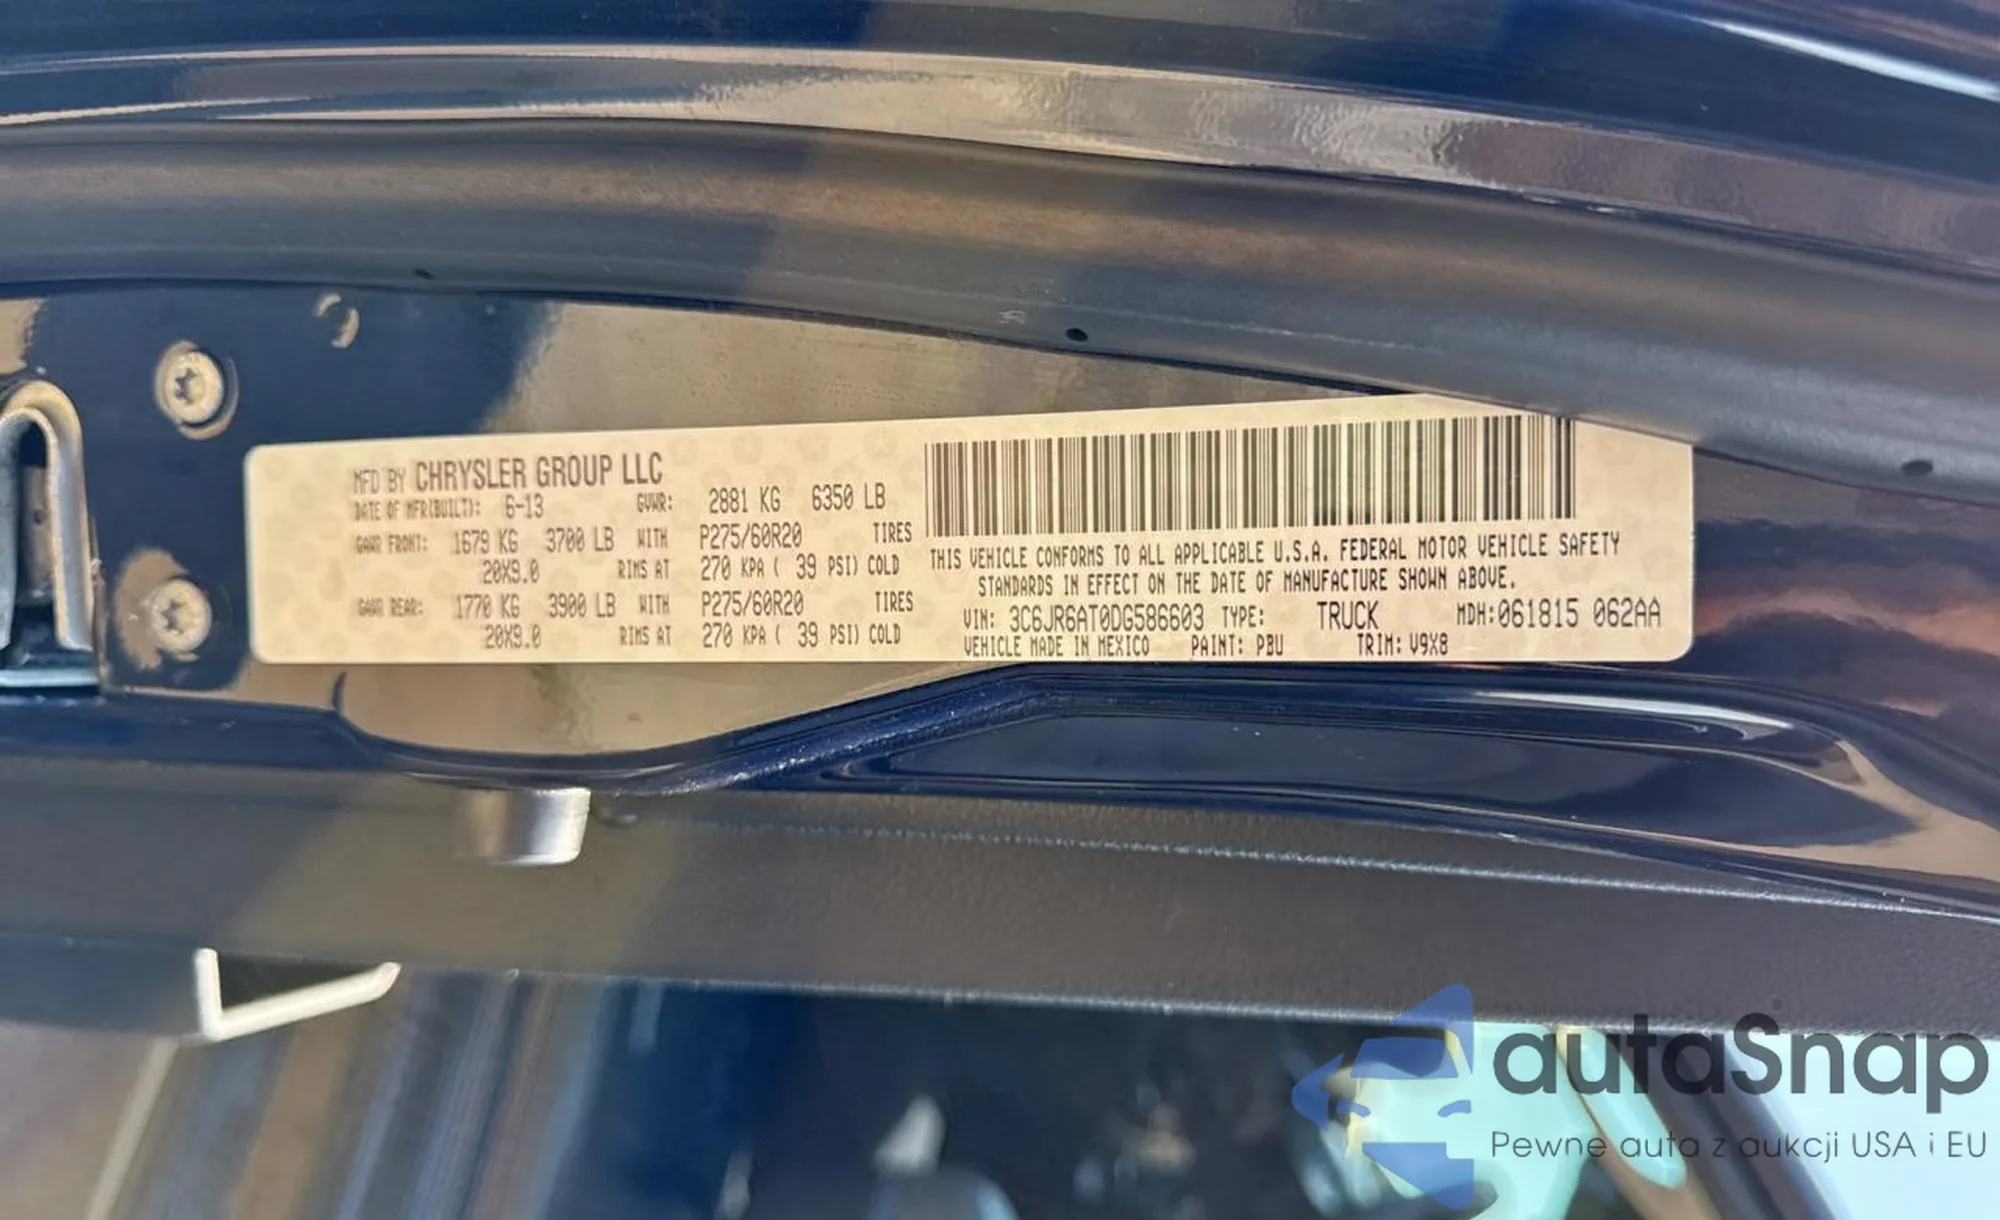 MFD BY CHRYSLER GROUP LLC
DATE OF MFR(BUILT): 6-13 GVWR: 2881 KG 6350 LB
GAWR FRONT: 1679 KG 3700 LB WITH P275/60R20 TIRES
20X9.0 RIMS AT 270 KPA ( 39 PSI) COLD
GAWR REAR: 1770 KG 3900 LB WITH P275/60R20 TIRES
20X9.0 RIMS AT 270 KPA ( 39 PSI) COLD
THIS VEHICLE CONFORMS TO ALL APPLICABLE U.S.A. FEDERAL MOTOR VEHICLE SAFETY
STANDARDS IN EFFECT ON THE DATE OF MANUFACTURE SHOWN ABOVE.
VIN: 3C6JR6AT0DG586603 TYPE: TRUCK MDH:061815 062AA
VEHICLE MADE IN MEXICO PAINT: PBU TRIM: V9X8
autaSnap
Pewne auta z aukcji USA i EU